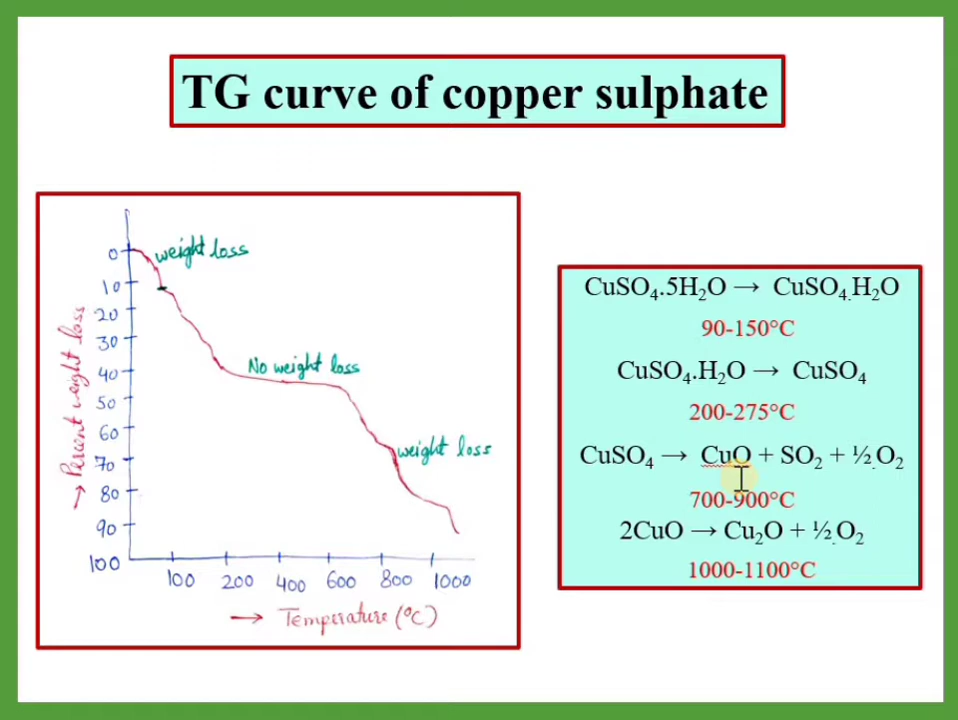 TG curve of copper sulphate
0
10
20
30
40
50
60
70
80
90
100
weight loss
No weight loss
weight loss
→ Percent weight loss
100 200 400 600 800 1000
→ Temperature (°C)
CuSO₄.5H₂O → CuSO₄.H₂O
90-150°C
CuSO₄.H₂O → CuSO₄
200-275°C
CuSO₄ → CuO + SO₂ + ½ O₂
700-900°C
2CuO → Cu₂O + ½ O₂
1000-1100°C